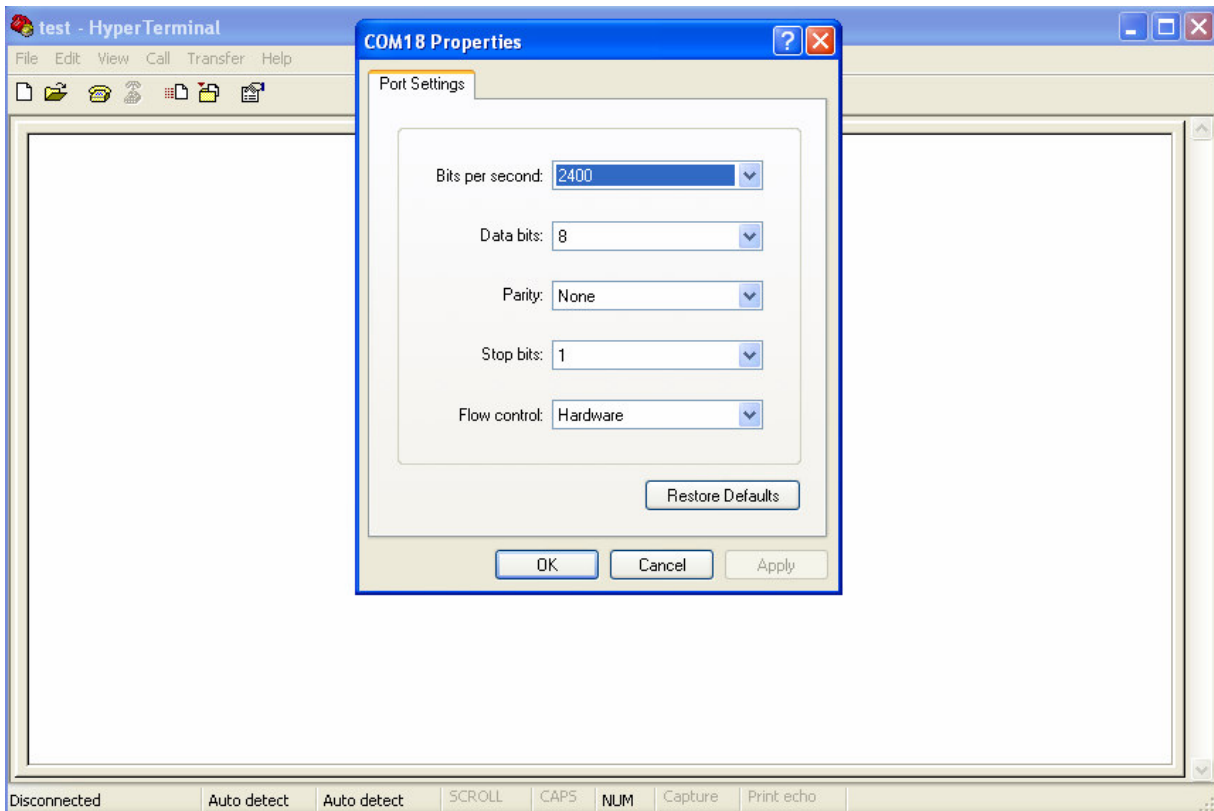 test - HyperTerminal
File Edit View Call Transfer Help
COM18 Properties
Port Settings
Bits per second: 2400
Data bits: 8
Parity: None
Stop bits: 1
Flow control: Hardware
Restore Defaults
OK Cancel Apply
Disconnected Auto detect Auto detect SCROLL CAPS NUM Capture Print echo